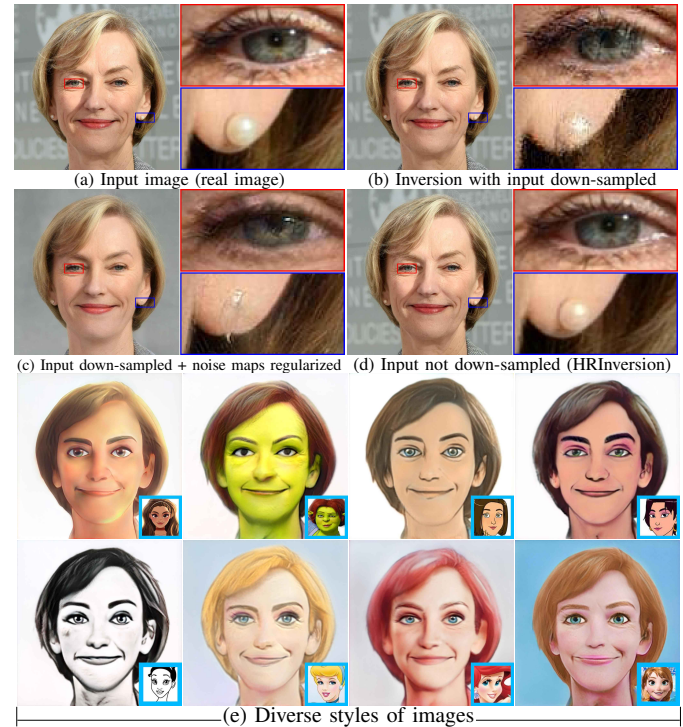 (a) Input image (real image)
(b) Inversion with input down-sampled
(c) Input down-sampled + noise maps regularized
(d) Input not down-sampled (HRInversion)
(e) Diverse styles of images